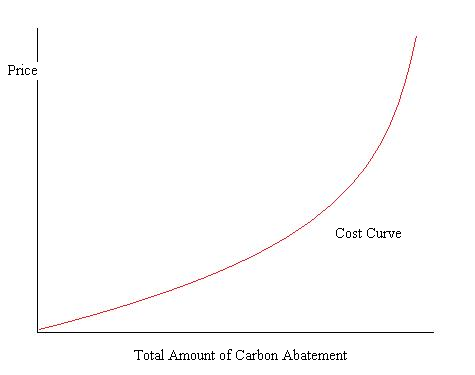 Price
Cost Curve
Total Amount of Carbon Abatement